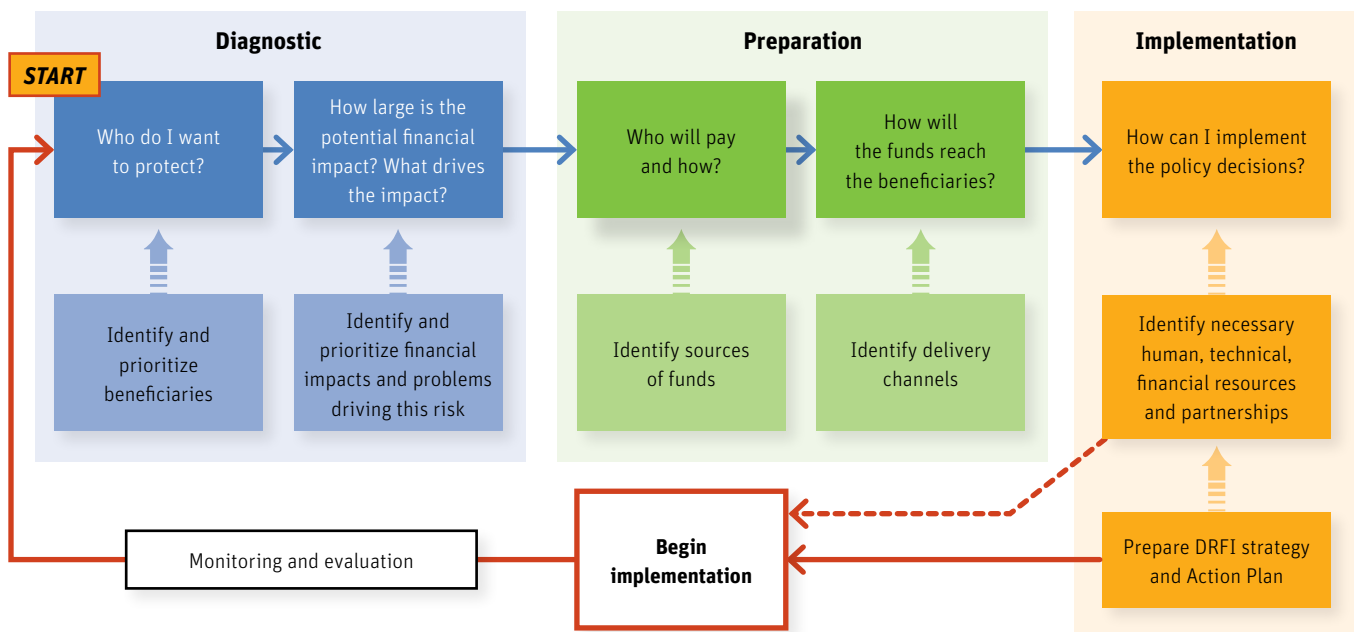 Diagnostic
Preparation
Implementation
START
Who do I want
to protect?
How large is the
potential financial
impact? What drives
the impact?
Who will pay
and how?
How will
the funds reach
the beneficiaries?
How can I implement
the policy decisions?
Identify and
prioritize
beneficiaries
Identify and
prioritize financial
impacts and problems
driving this risk
Identify sources
of funds
Identify delivery
channels
Identify necessary
human, technical,
financial resources
and partnerships
Monitoring and evaluation
Begin
implementation
Prepare DRFI strategy
and Action Plan